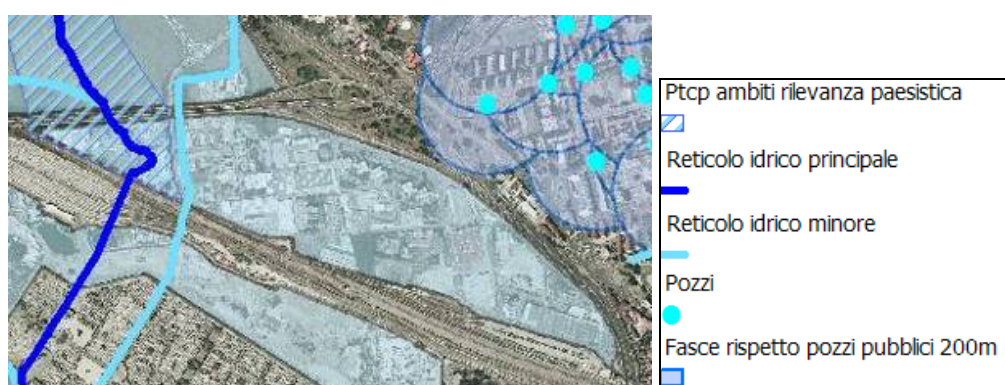 Ptcp ambiti rilevanza paesistica
Reticolo idrico principale
Reticolo idrico minore
Pozzi
Fasce rispetto pozzi pubblici 200m